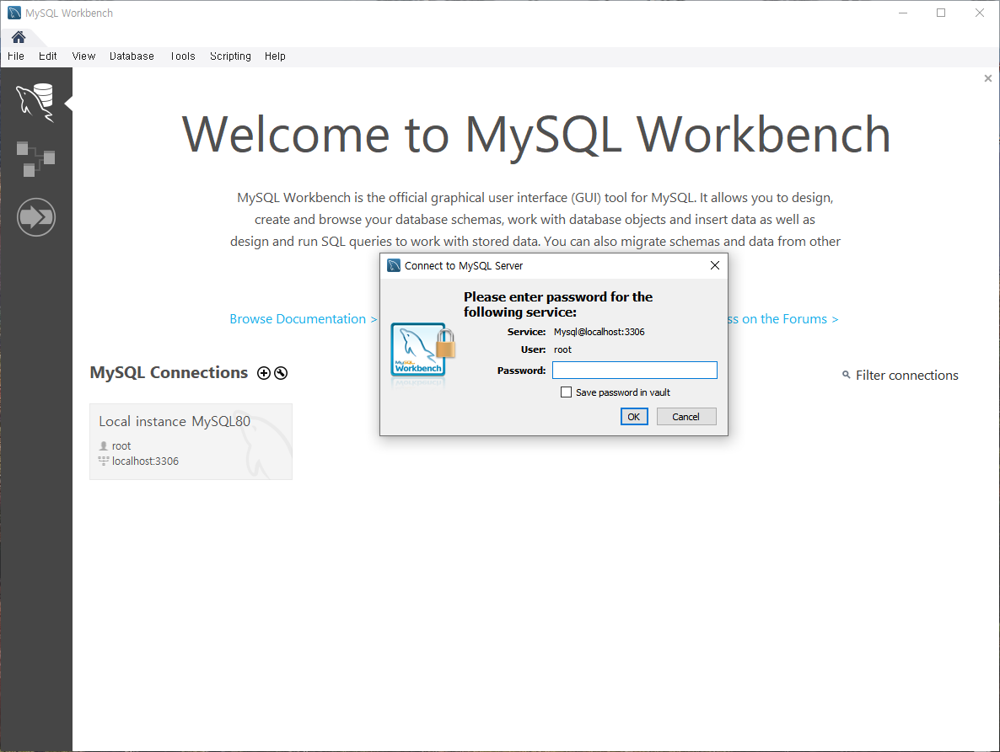 MySQL Workbench
File Edit View Database Tools Scripting Help
Welcome to MySQL Workbench
MySQL Workbench is the official graphical user interface (GUI) tool for MySQL. It allows you to design,
create and browse your database schemas, work with database objects and insert data as well as
design and run SQL queries to work with stored data. You can also migrate schemas and data from other
Connect to MySQL Server
Please enter password for the
following service:
Service: Mysql@localhost:3306
User: root
Password:
MySQL
Workbench
Save password in vault
OK Cancel
Browse Documentation >
on the Forums >
MySQL Connections
Filter connections
Local instance MySQL80
root
localhost:3306